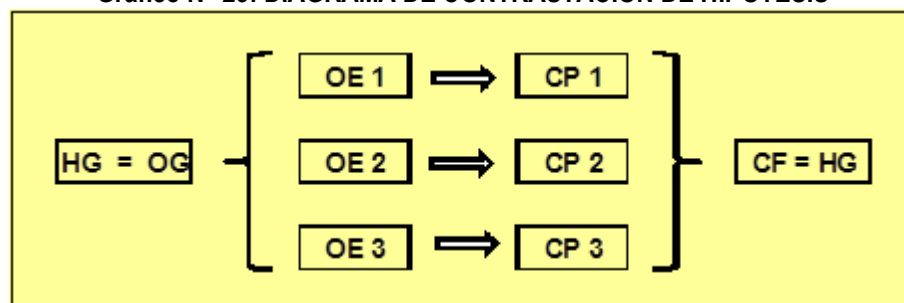 OE 1 CP 1
HG = OG OE 2 CP 2 CF = HG
OE 3 CP 3